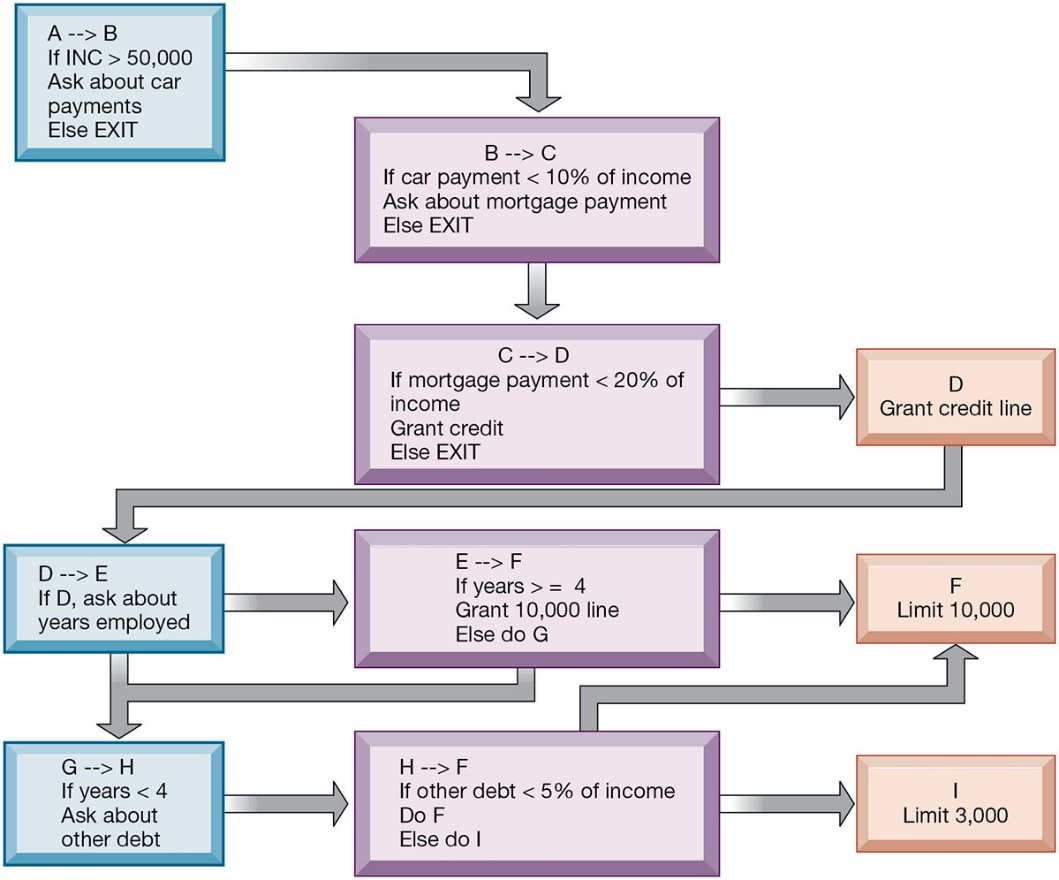 A --> B
If INC > 50,000
Ask about car
payments
Else EXIT
B --> C
If car payment < 10% of income
Ask about mortgage payment
Else EXIT
C --> D
If mortgage payment < 20% of
income
Grant credit
Else EXIT
D
Grant credit line
D --> E
If D, ask about
years employed
E --> F
If years > = 4
Grant 10,000 line
Else do G
F
Limit 10,000
G --> H
If years < 4
Ask about
other debt
H --> F
If other debt < 5% of income
Do F
Else do I
I
Limit 3,000